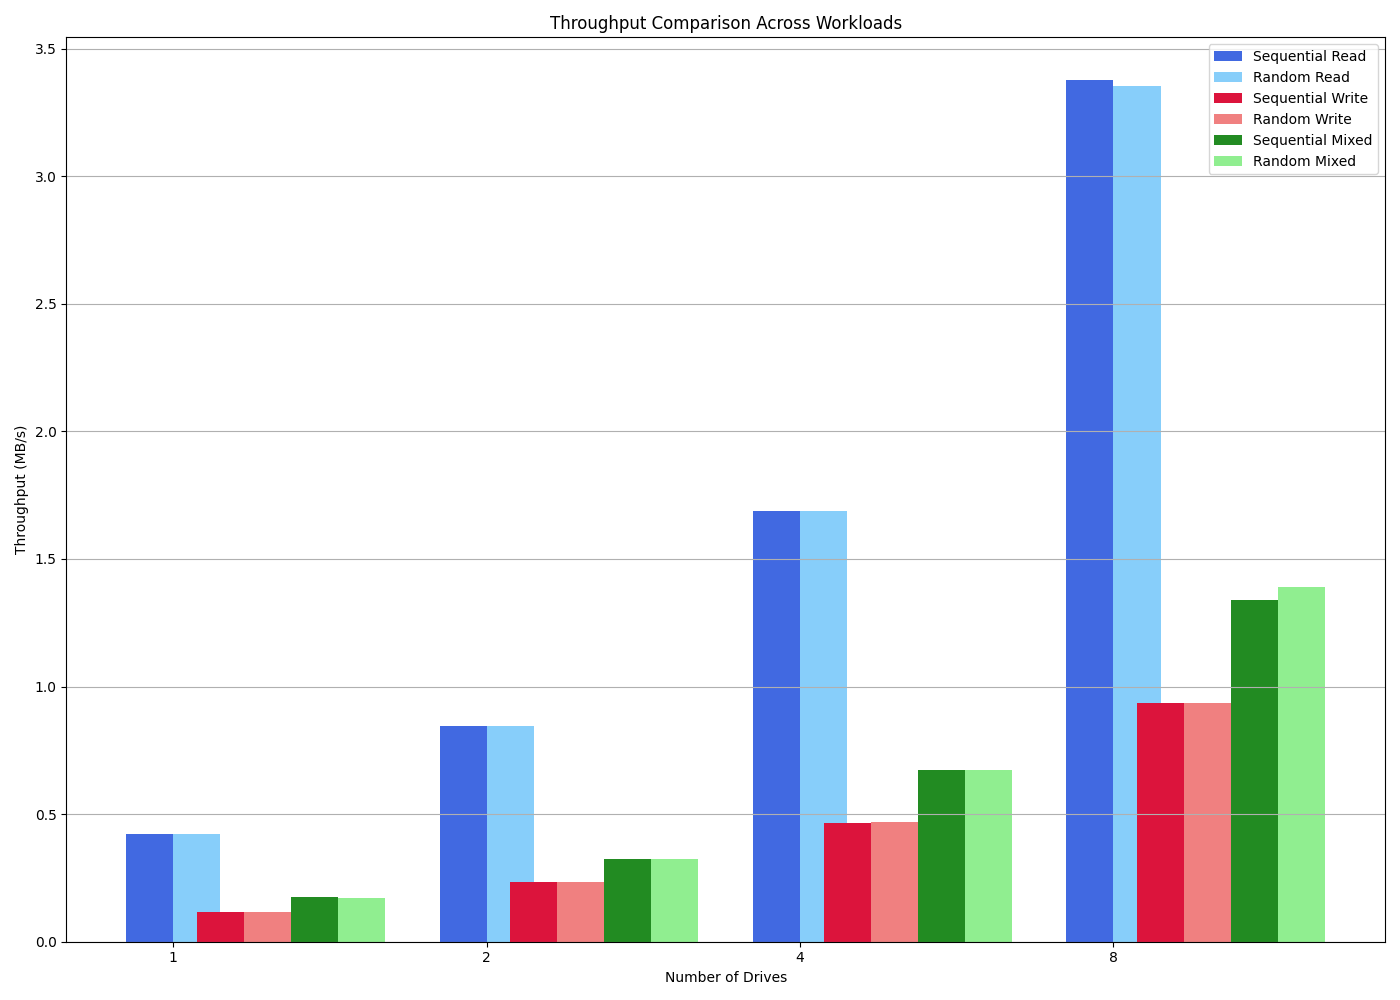 Throughput Comparison Across Workloads
3.5
3.0
2.5
2.0
1.5
1.0
0.5
0.0
Throughput (MB/s)
1
2
4
8
Number of Drives
Sequential Read
Random Read
Sequential Write
Random Write
Sequential Mixed
Random Mixed